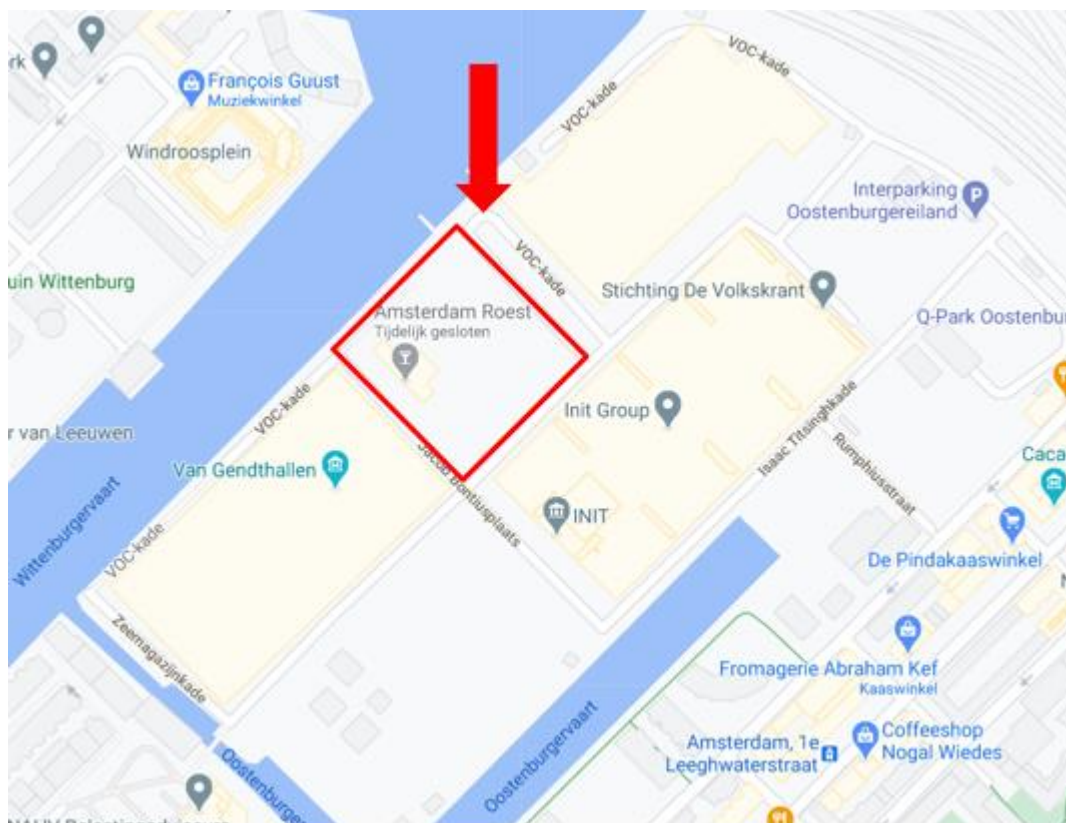 rk
François Guust
Muziekwinkel
Windroosplein
VOC-kade
VOC-kade
Interparking
Oostenburgereiland
P
uin Wittenburg
VOC-kade
Stichting De Volkskrant
Amsterdam Roest
Tijdelijk gesloten
Q-Park Oostenbu
Init Group
VOC-kade
r van Leeuwen
Isaac Titsinghkade
Rumphiusstraat
Van Gendthallen
Jacob Bontiusplaats
Caca
Wittenburgervaart
INIT
VOC-kade
De Pindakaaswinkel
Zeemagazijnkade
Fromagerie Abraham Kef
Kaaswinkel
Oostenburgervaart
Amsterdam, 1e
Leeghwaterstraat
Coffeeshop
Nogal Wiedes